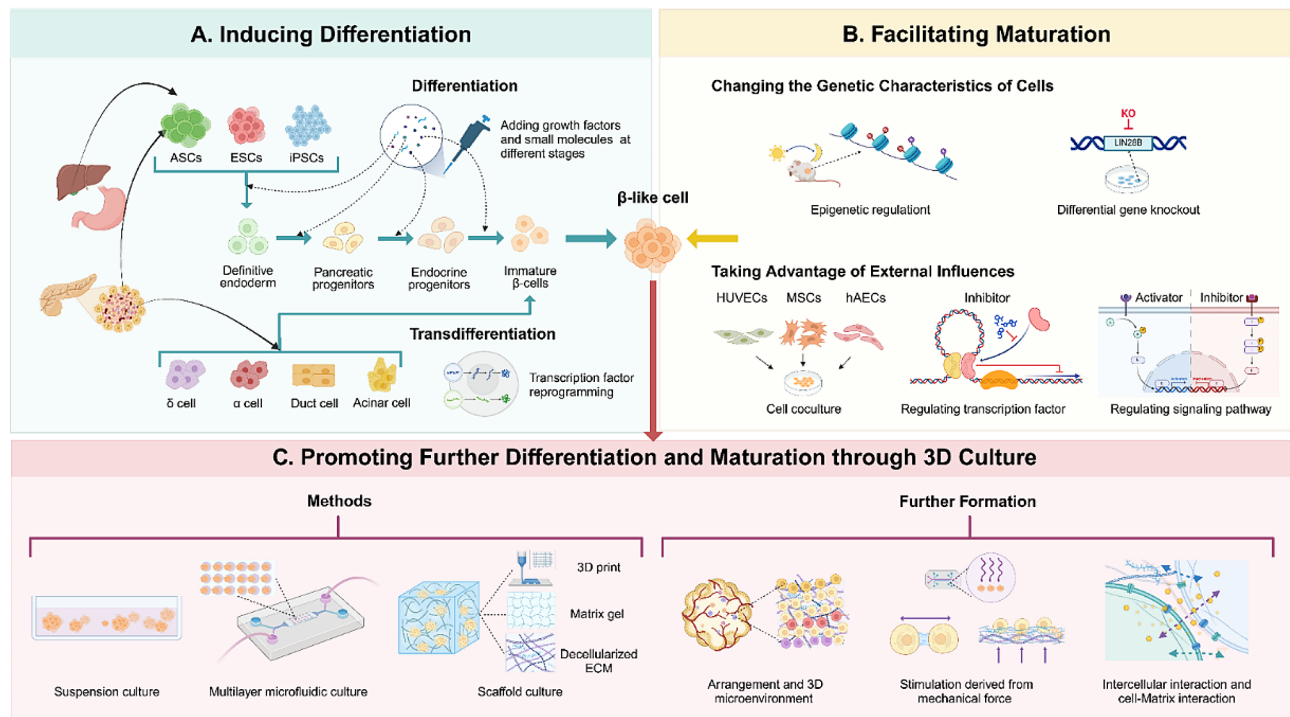 A. Inducing Differentiation
Differentiation
Adding growth factors
and small molecules at
different stages
ASCs
ESCs
iPSCs
Definitive
endoderm
Pancreatic
progenitors
Endocrine
progenitors
Immature
β-cells
Transdifferentiation
Transcription factor
reprogramming
δ cell
α cell
Duct cell
Acinar cell
β-like cell
B. Facilitating Maturation
Changing the Genetic Characteristics of Cells
KO
LIN28B
Epigenetic regulationt
Differential gene knockout
Taking Advantage of External Influences
HUVECs
MSCs
hAECs
Inhibitor
Activator
Inhibitor
Cell coculture
Regulating transcription factor
Regulating signaling pathway
C. Promoting Further Differentiation and Maturation through 3D Culture
Methods
3D print
Matrix gel
Decellularized
ECM
Suspension culture
Multilayer microfluidic culture
Scaffold culture
Further Formation
Arrangement and 3D
microenvironment
Stimulation derived from
mechanical force
Intercellular interaction and
cell-Matrix interaction